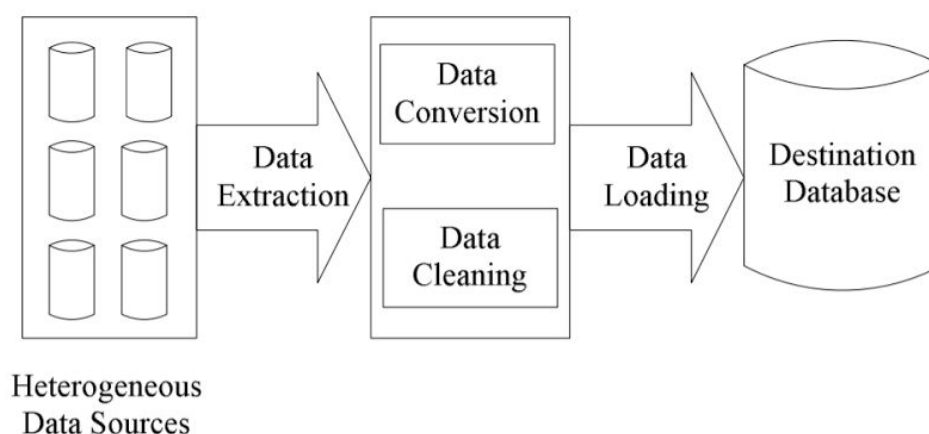 Data
Conversion
Data
Extraction
Data
Cleaning
Data
Loading
Destination
Database
Heterogeneous
Data Sources